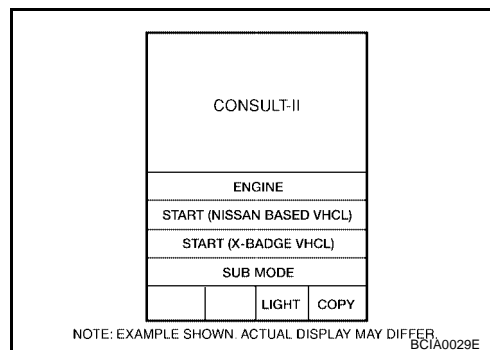 CONSULT-II
ENGINE
START (NISSAN BASED VHCL)
START (X-BADGE VHCL)
SUB MODE
LIGHT COPY
NOTE: EXAMPLE SHOWN. ACTUAL DISPLAY MAY DIFFER.
BCIA0029E